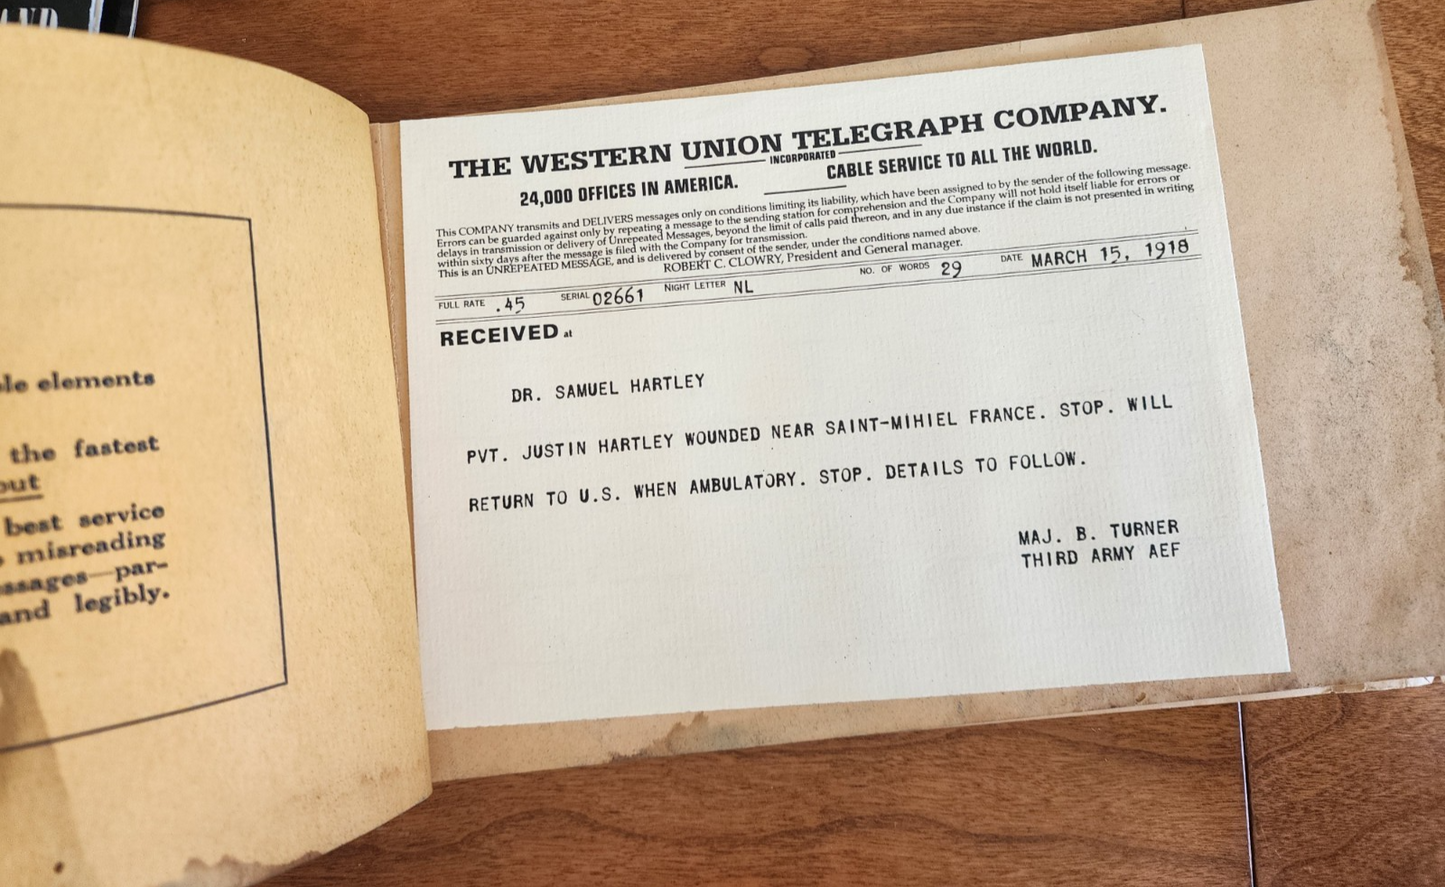 AND
le elements
the fastest
out
best service
misreading
ssages—par-
and legibly.
THE WESTERN UNION TELEGRAPH COMPANY.
INCORPORATED
24,000 OFFICES IN AMERICA. CABLE SERVICE TO ALL THE WORLD.
This COMPANY transmits and DELIVERS messages only on conditions limiting its liability, which have been assigned to by the sender of the following message.
Errors can be guarded against only by repeating a message to the sending station for comprehension and the Company will not hold itself liable for errors or
delays in transmission or delivery of Unrepeated Messages, beyond the limit of calls paid thereon, and in any due instance if the claim is not presented in writing
within sixty days after the message is filed with the Company for transmission.
This is an UNREPEATED MESSAGE, and is delivered by consent of the sender, under the conditions named above.
ROBERT C. CLOWRY, President and General manager.
FULL RATE .45 SERIAL 02661 NIGHT LETTER NL NO. OF WORDS 29 DATE MARCH 15, 1918
RECEIVED at
DR. SAMUEL HARTLEY
PVT. JUSTIN HARTLEY WOUNDED NEAR SAINT-MIHIEL FRANCE. STOP. WILL
RETURN TO U.S. WHEN AMBULATORY. STOP. DETAILS TO FOLLOW.
MAJ. B. TURNER
THIRD ARMY AEF